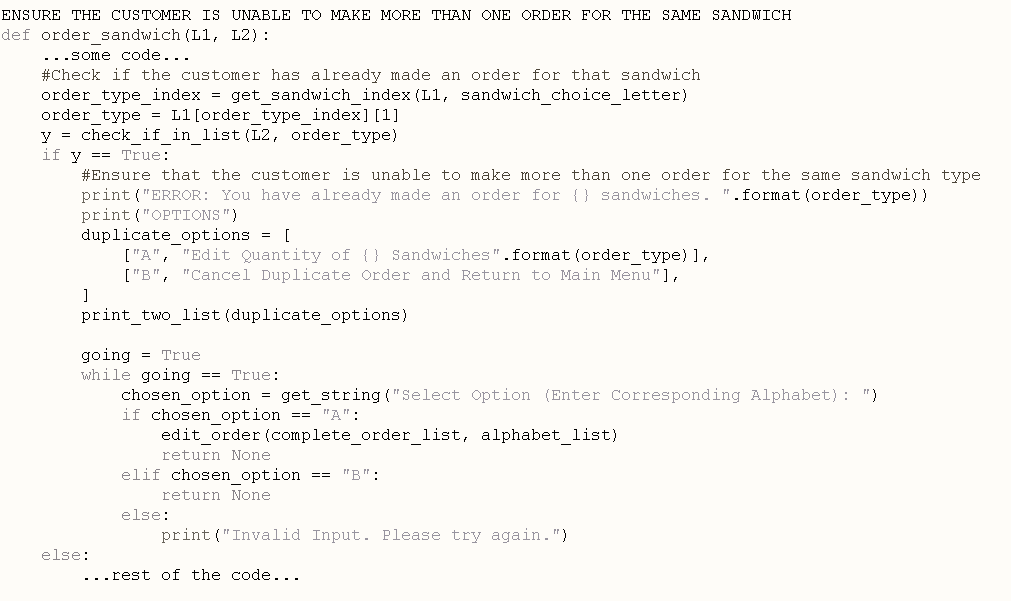 ENSURE THE CUSTOMER IS UNABLE TO MAKE MORE THAN ONE ORDER FOR THE SAME SANDWICH
def order_sandwich(L1, L2):
    ...some code...
    #Check if the customer has already made an order for that sandwich
    order_type_index = get_sandwich_index(L1, sandwich_choice_letter)
    order_type = L1[order_type_index][1]
    y = check_if_in_list(L2, order_type)
    if y == True:
        #Ensure that the customer is unable to make more than one order for the same sandwich type
        print("ERROR: You have already made an order for {} sandwiches. ".format(order_type))
        print("OPTIONS")
        duplicate_options = [
            ["A", "Edit Quantity of {} Sandwiches".format(order_type)],
            ["B", "Cancel Duplicate Order and Return to Main Menu"],
        ]
        print_two_list(duplicate_options)

        going = True
        while going == True:
            chosen_option = get_string("Select Option (Enter Corresponding Alphabet): ")
            if chosen_option == "A":
                edit_order(complete_order_list, alphabet_list)
                return None
            elif chosen_option == "B":
                return None
            else:
                print("Invalid Input. Please try again.")
    else:
        ...rest of the code...